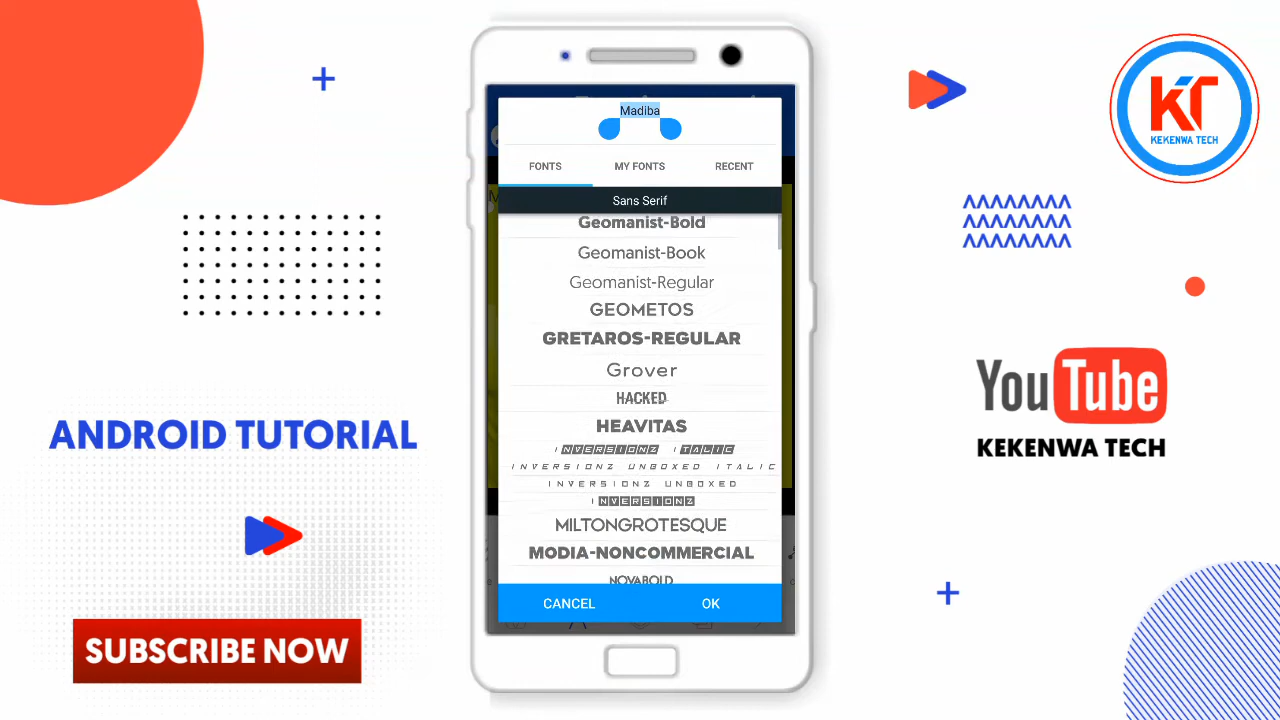 KT
KEKENWA TECH
Madiba
FONTS MY FONTS RECENT
Sans Serif
Geomanist-Bold
Geomanist-Book
Geomanist-Regular
GEOMETOS
GRETAROS-REGULAR
Grover
HACKED
HEAVITAS
INVERSIONZ ITALIC
INVERSIONZ UNBOXED ITALIC
INVERSIONZ UNBOXED
INVERSIONZ
MILTONGROTESQUE
MODIA-NONCOMMERCIAL
NOVABOLD
CANCEL OK
ANDROID TUTORIAL
SUBSCRIBE NOW
YouTube
KEKENWA TECH